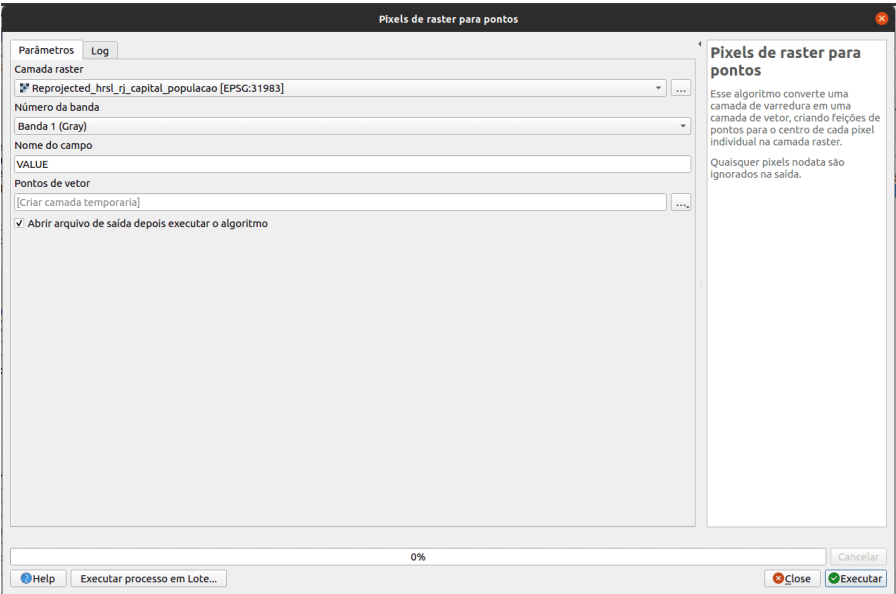 Pixels de raster para pontos
Parâmetros
Log
Camada raster
Reprojected_hrsl_rj_capital_populacao [EPSG:31983]
...
Número da banda
Banda 1 (Gray)
Nome do campo
VALUE
Pontos de vetor
[Criar camada temporaria]
...
Abrir arquivo de saída depois executar o algoritmo
Pixels de raster para
pontos
Esse algoritmo converte uma
camada de varredura em uma
camada de vetor, criando feições de
pontos para o centro de cada pixel
individual na camada raster.
Quaisquer pixels nodata são
ignorados na saída.
0%
Cancelar
Help
Executar processo em Lote...
Close
Executar